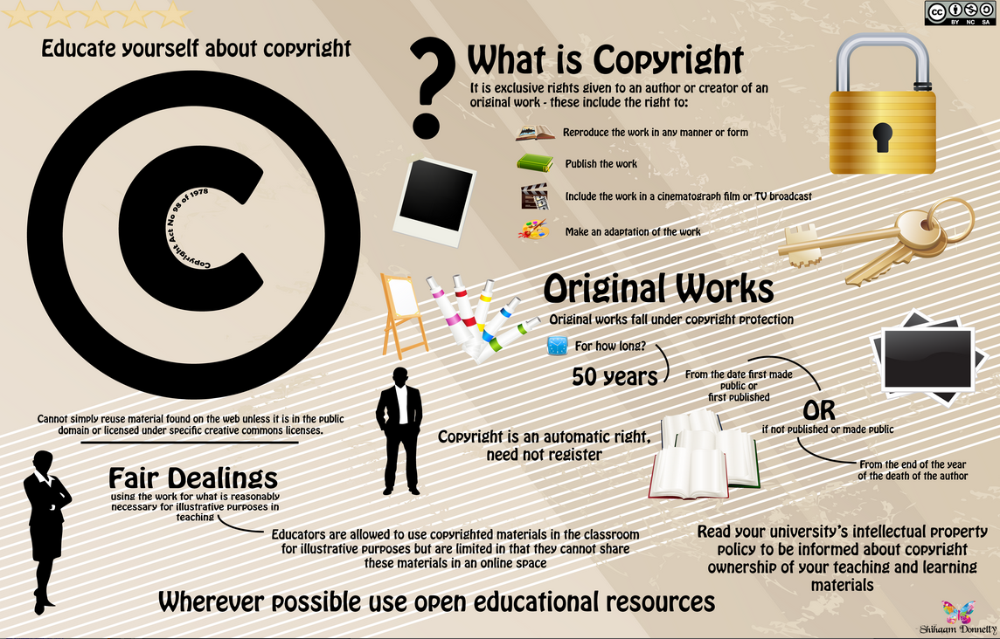 Educate yourself about copyright
Copyright Act No 98 of 1978
Cannot simply reuse material found on the web unless it is in the public
domain or licensed under specific creative commons licenses.
Fair Dealings
using the work for what is reasonably
necessary for illustrative purposes in
teaching
Educators are allowed to use copyrighted materials in the classroom
for illustrative purposes but are limited in that they cannot share
these materials in an online space
Wherever possible use open educational resources
?
What is Copyright
It is exclusive rights given to an author or creator of an
original work - these include the right to:
Reproduce the work in any manner or form
Publish the work
Include the work in a cinematograph film or TV broadcast
Make an adaptation of the work
Original Works
Original works fall under copyright protection
For how long?
50 years
From the date first made
public or
first published
OR
if not published or made public
From the end of the year
of the death of the author
Copyright is an automatic right,
need not register
Read your university's intellectual property
policy to be informed about copyright
ownership of your teaching and learning
materials
cc
BY NC SA
Shihaam Donnelly